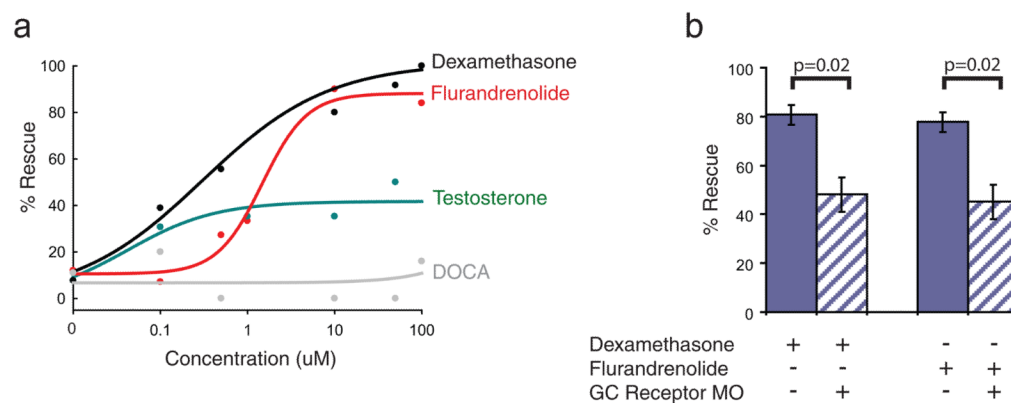 a
% Rescue
100
80
60
40
20
0
0 0.1 1 10 100
Concentration (uM)
Dexamethasone
Flurandrenolide
Testosterone
DOCA
b
p=0.02 p=0.02
% Rescue
100
80
60
40
80
0
Dexamethasone + + - -
Flurandrenolide - - + +
GC Receptor MO - + - +